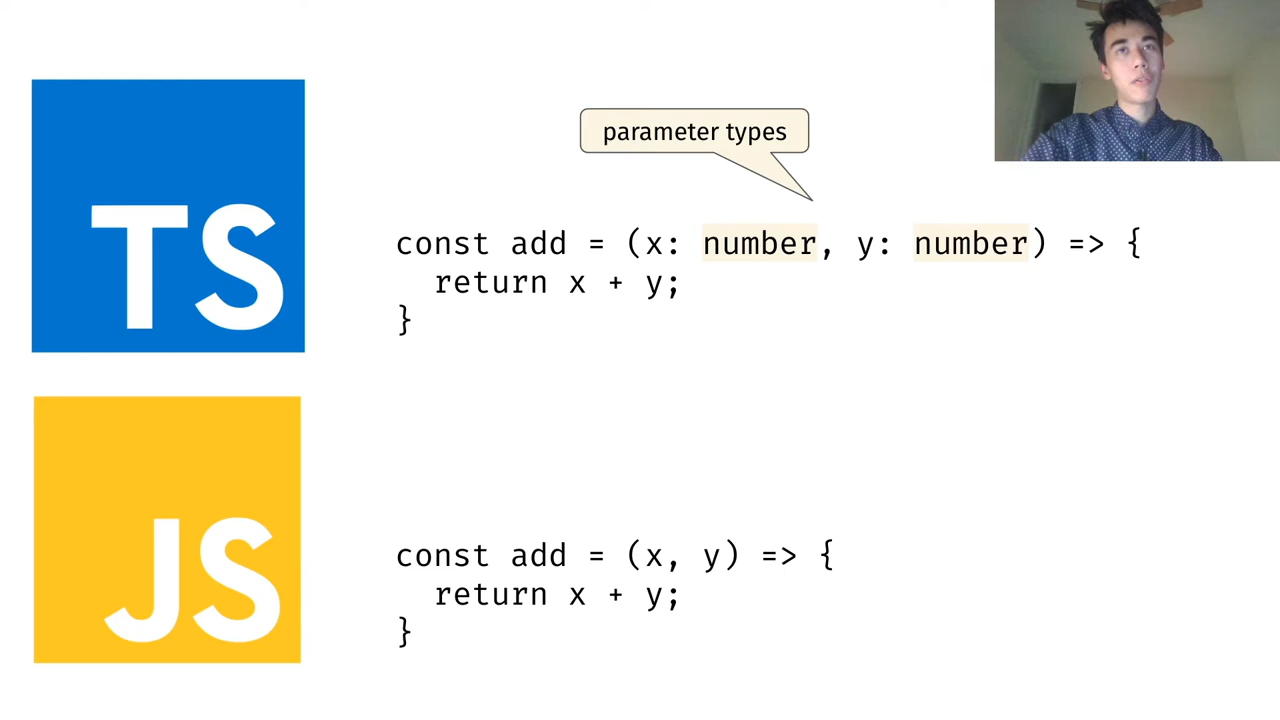 TS
parameter types
const add = (x: number, y: number) => {
  return x + y;
}
JS
const add = (x, y) => {
  return x + y;
}